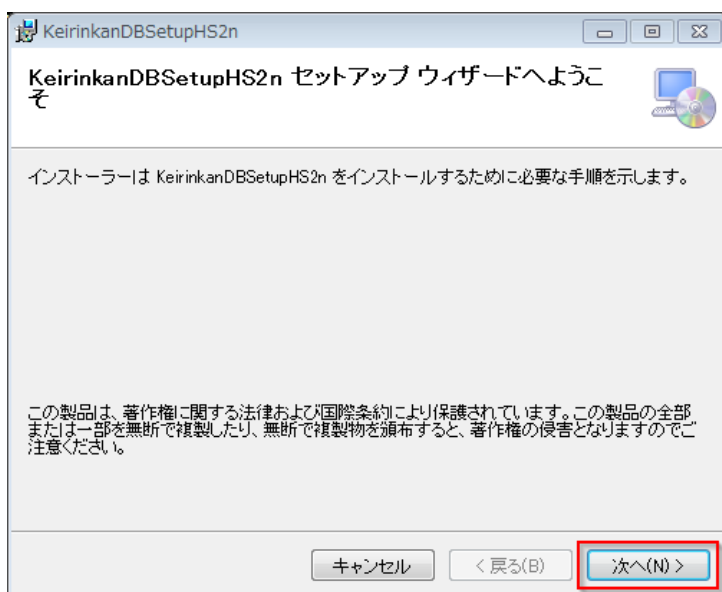 KeirinkanDBSetupHS2n
KeirinkanDBSetupHS2n セットアップ ウィザードへようこ
そ
インストーラーは KeirinkanDBSetupHS2n をインストールするために必要な手順を示します。
この製品は、著作権に関する法律および国際条約により保護されています。この製品の全部
または一部を無断で複製したり、無断で複製物を頒布すると、著作権の侵害となりますのでご
注意ください。
キャンセル
< 戻る(B)
次へ(N) >